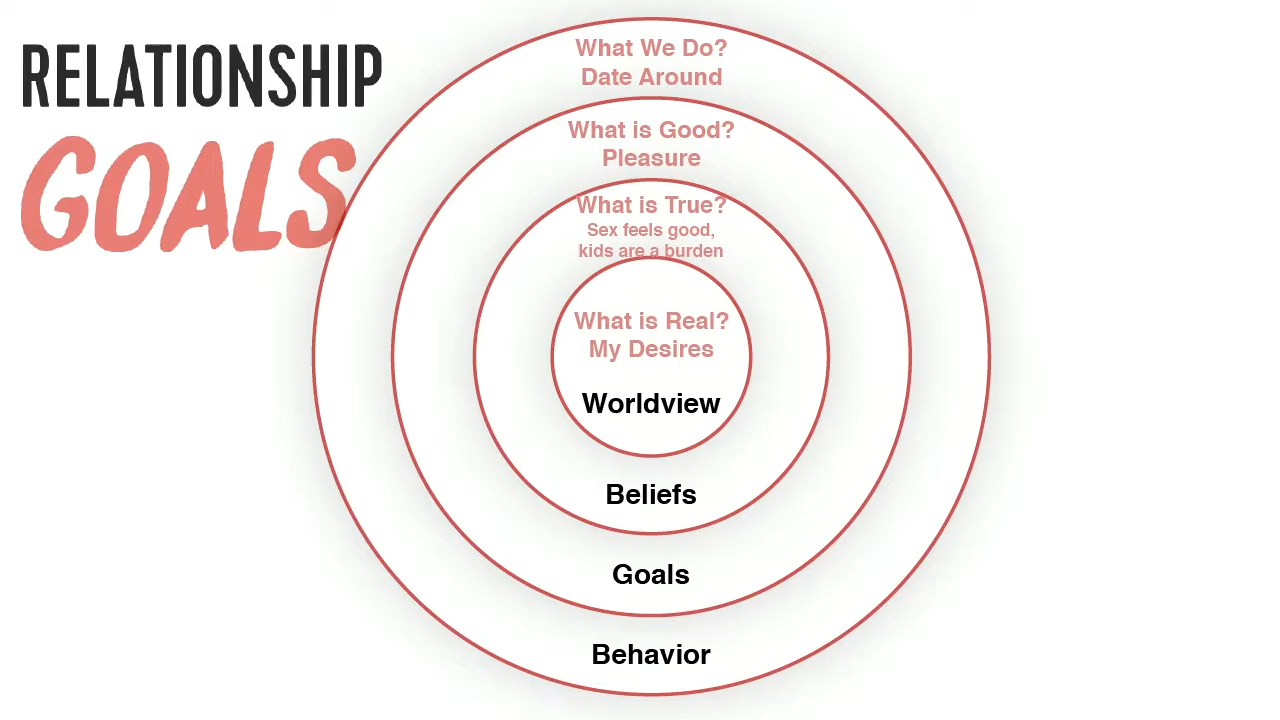 RELATIONSHIP
GOALS
What We Do?
Date Around
What is Good?
Pleasure
What is True?
Sex feels good,
kids are a burden
What is Real?
My Desires
Worldview
Beliefs
Goals
Behavior